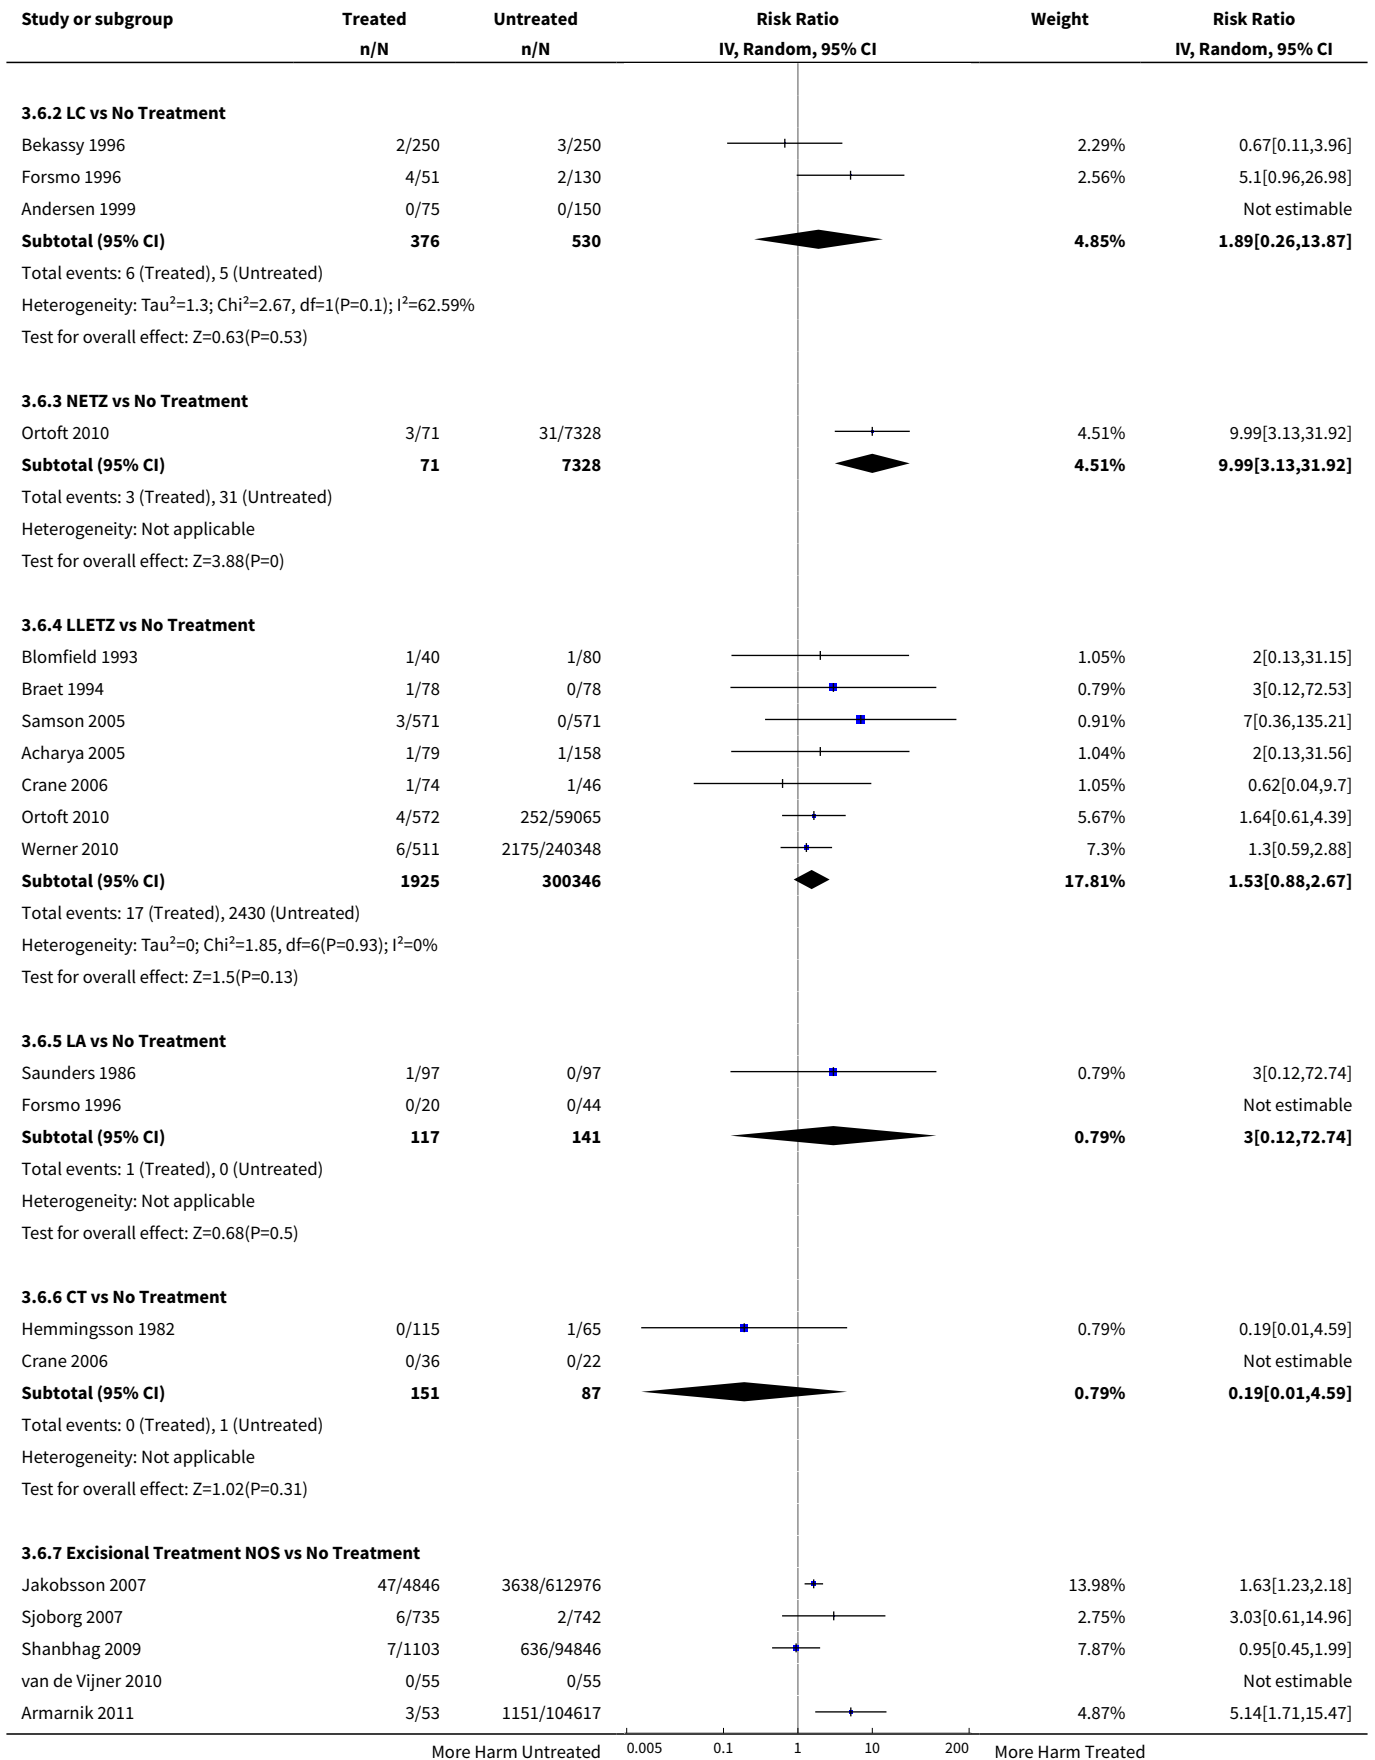 Study or subgroup Treated Untreated Risk Ratio Weight Risk Ratio
n/N n/N IV, Random, 95% CI IV, Random, 95% CI
3.6.2 LC vs No Treatment
Bekassy 1996 2/250 3/250 2.29% 0.67[0.11,3.96]
Forsmo 1996 4/51 2/130 2.56% 5.1[0.96,26.98]
Andersen 1999 0/75 0/150 Not estimable
Subtotal (95% CI) 376 530 4.85% 1.89[0.26,13.87]
Total events: 6 (Treated), 5 (Untreated)
Heterogeneity: Tau²=1.3; Chi²=2.67, df=1(P=0.1); I²=62.59%
Test for overall effect: Z=0.63(P=0.53)
3.6.3 NETZ vs No Treatment
Ortoft 2010 3/71 31/7328 4.51% 9.99[3.13,31.92]
Subtotal (95% CI) 71 7328 4.51% 9.99[3.13,31.92]
Total events: 3 (Treated), 31 (Untreated)
Heterogeneity: Not applicable
Test for overall effect: Z=3.88(P=0)
3.6.4 LLETZ vs No Treatment
Blomfield 1993 1/40 1/80 1.05% 2[0.13,31.15]
Braet 1994 1/78 0/78 0.79% 3[0.12,72.53]
Samson 2005 3/571 0/571 0.91% 7[0.36,135.21]
Acharya 2005 1/79 1/158 1.04% 2[0.13,31.56]
Crane 2006 1/74 1/46 1.05% 0.62[0.04,9.7]
Ortoft 2010 4/572 252/59065 5.67% 1.64[0.61,4.39]
Werner 2010 6/511 2175/240348 7.3% 1.3[0.59,2.88]
Subtotal (95% CI) 1925 300346 17.81% 1.53[0.88,2.67]
Total events: 17 (Treated), 2430 (Untreated)
Heterogeneity: Tau²=0; Chi²=1.85, df=6(P=0.93); I²=0%
Test for overall effect: Z=1.5(P=0.13)
3.6.5 LA vs No Treatment
Saunders 1986 1/97 0/97 0.79% 3[0.12,72.74]
Forsmo 1996 0/20 0/44 Not estimable
Subtotal (95% CI) 117 141 0.79% 3[0.12,72.74]
Total events: 1 (Treated), 0 (Untreated)
Heterogeneity: Not applicable
Test for overall effect: Z=0.68(P=0.5)
3.6.6 CT vs No Treatment
Hemmingsson 1982 0/115 1/65 0.79% 0.19[0.01,4.59]
Crane 2006 0/36 0/22 Not estimable
Subtotal (95% CI) 151 87 0.79% 0.19[0.01,4.59]
Total events: 0 (Treated), 1 (Untreated)
Heterogeneity: Not applicable
Test for overall effect: Z=1.02(P=0.31)
3.6.7 Excisional Treatment NOS vs No Treatment
Jakobsson 2007 47/4846 3638/612976 13.98% 1.63[1.23,2.18]
Sjoborg 2007 6/735 2/742 2.75% 3.03[0.61,14.96]
Shanbhag 2009 7/1103 636/94846 7.87% 0.95[0.45,1.99]
van de Vijner 2010 0/55 0/55 Not estimable
Armarnik 2011 3/53 1151/104617 4.87% 5.14[1.71,15.47]
More Harm Untreated 0.005 0.1 1 10 200 More Harm Treated